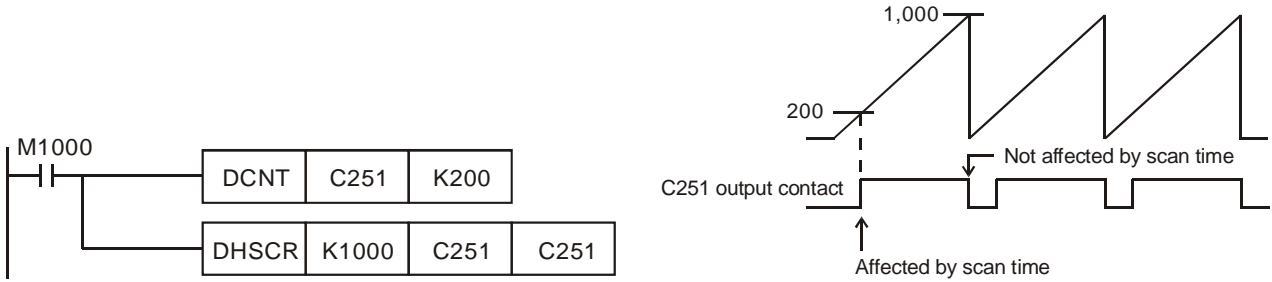 M1000
DCNT C251 K200
DHSCR K1000 C251 C251
1,000
200
Not affected by scan time
C251 output contact
Affected by scan time